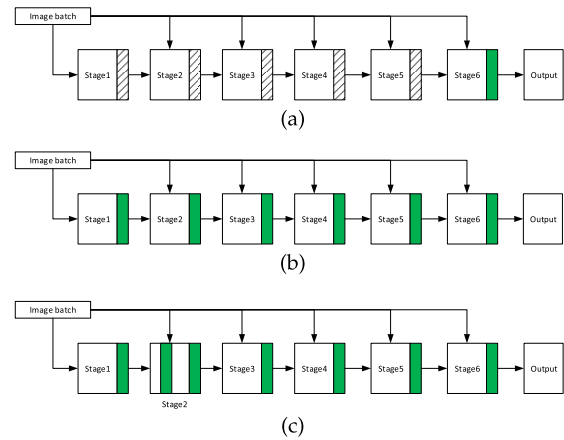 Image batch
Stage1 Stage2 Stage3 Stage4 Stage5 Stage6 Output
(a)
Image batch
Stage1 Stage2 Stage3 Stage4 Stage5 Stage6 Output
(b)
Image batch
Stage1 Stage3 Stage4 Stage5 Stage6 Output
Stage2
(c)